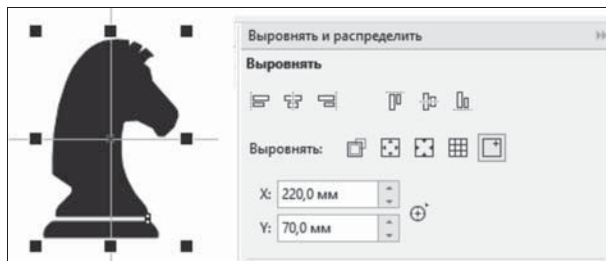 Выровнять и распределить
Выровнять
Выровнять:
X: 220,0 мм
Y: 70,0 мм